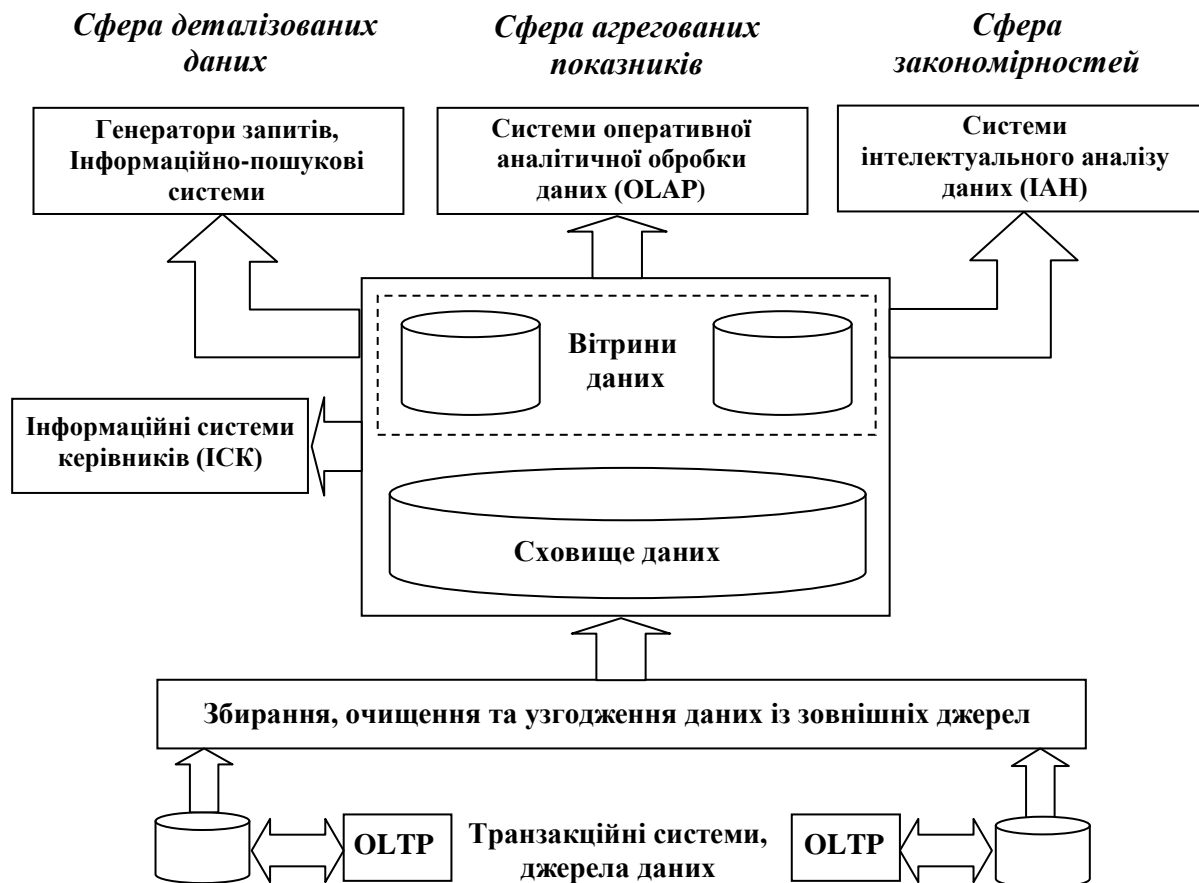 Сфера деталізованих
даних
Сфера агрегованих
показників
Сфера
закономірностей
Генератори запитів,
Інформаційно-пошукові
системи
Системи оперативної
аналітичної обробки
даних (OLAP)
Системи
інтелектуального аналізу
даних (ІАН)
Вітрини
даних
Інформаційні системи
керівників (ІСК)
Сховище даних
Збирання, очищення та узгодження даних із зовнішніх джерел
OLTP
Транзакційні системи,
джерела даних
OLTP